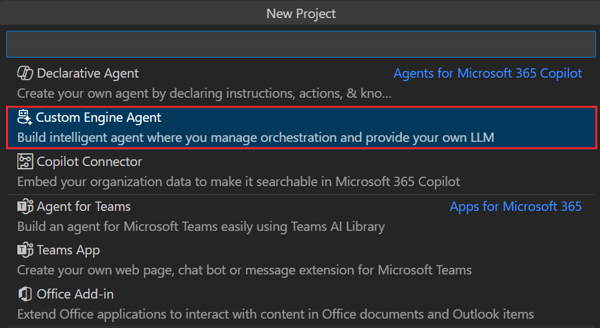 New Project
Declarative Agent Agents for Microsoft 365 Copilot
Create your own agent by declaring instructions, actions, & kno...
Custom Engine Agent
Build intelligent agent where you manage orchestration and provide your own LLM
Copilot Connector
Embed your organization data to make it searchable in Microsoft 365 Copilot
Agent for Teams Apps for Microsoft 365
Build an agent for Microsoft Teams easily using Teams AI Library
Teams App
Create your own web page, chat bot or message extension for Microsoft Teams
Office Add-in
Extend Office applications to interact with content in Office documents and Outlook items